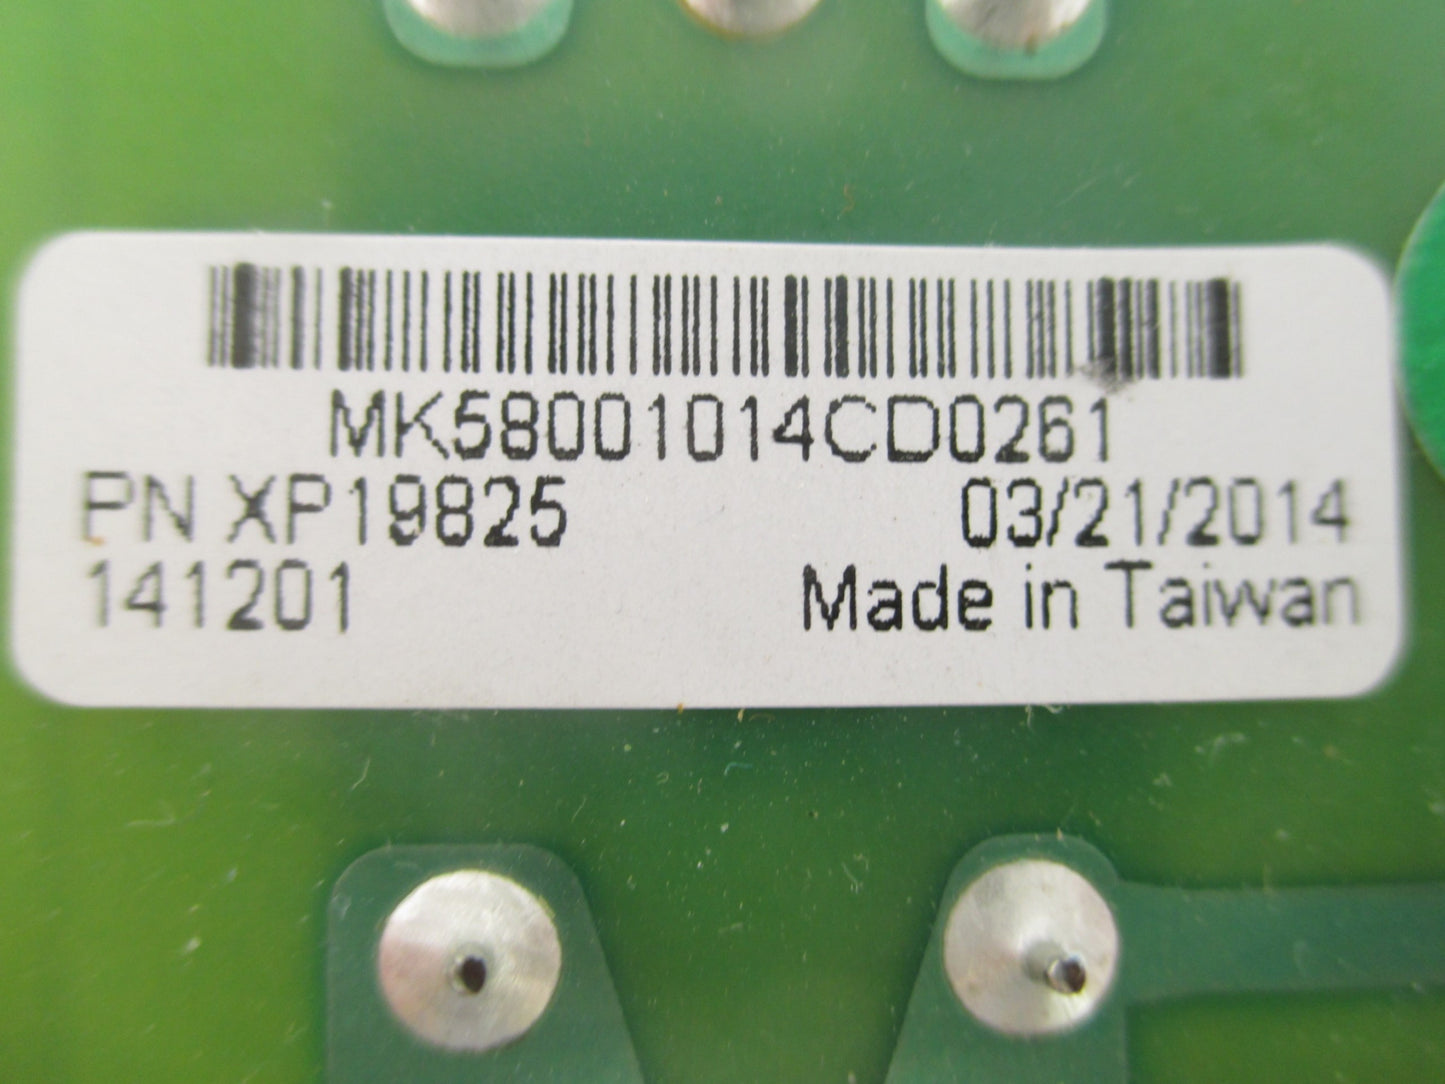 MK58001014CD0261
PN XP19825 03/21/2014
141201 Made in Taiwan